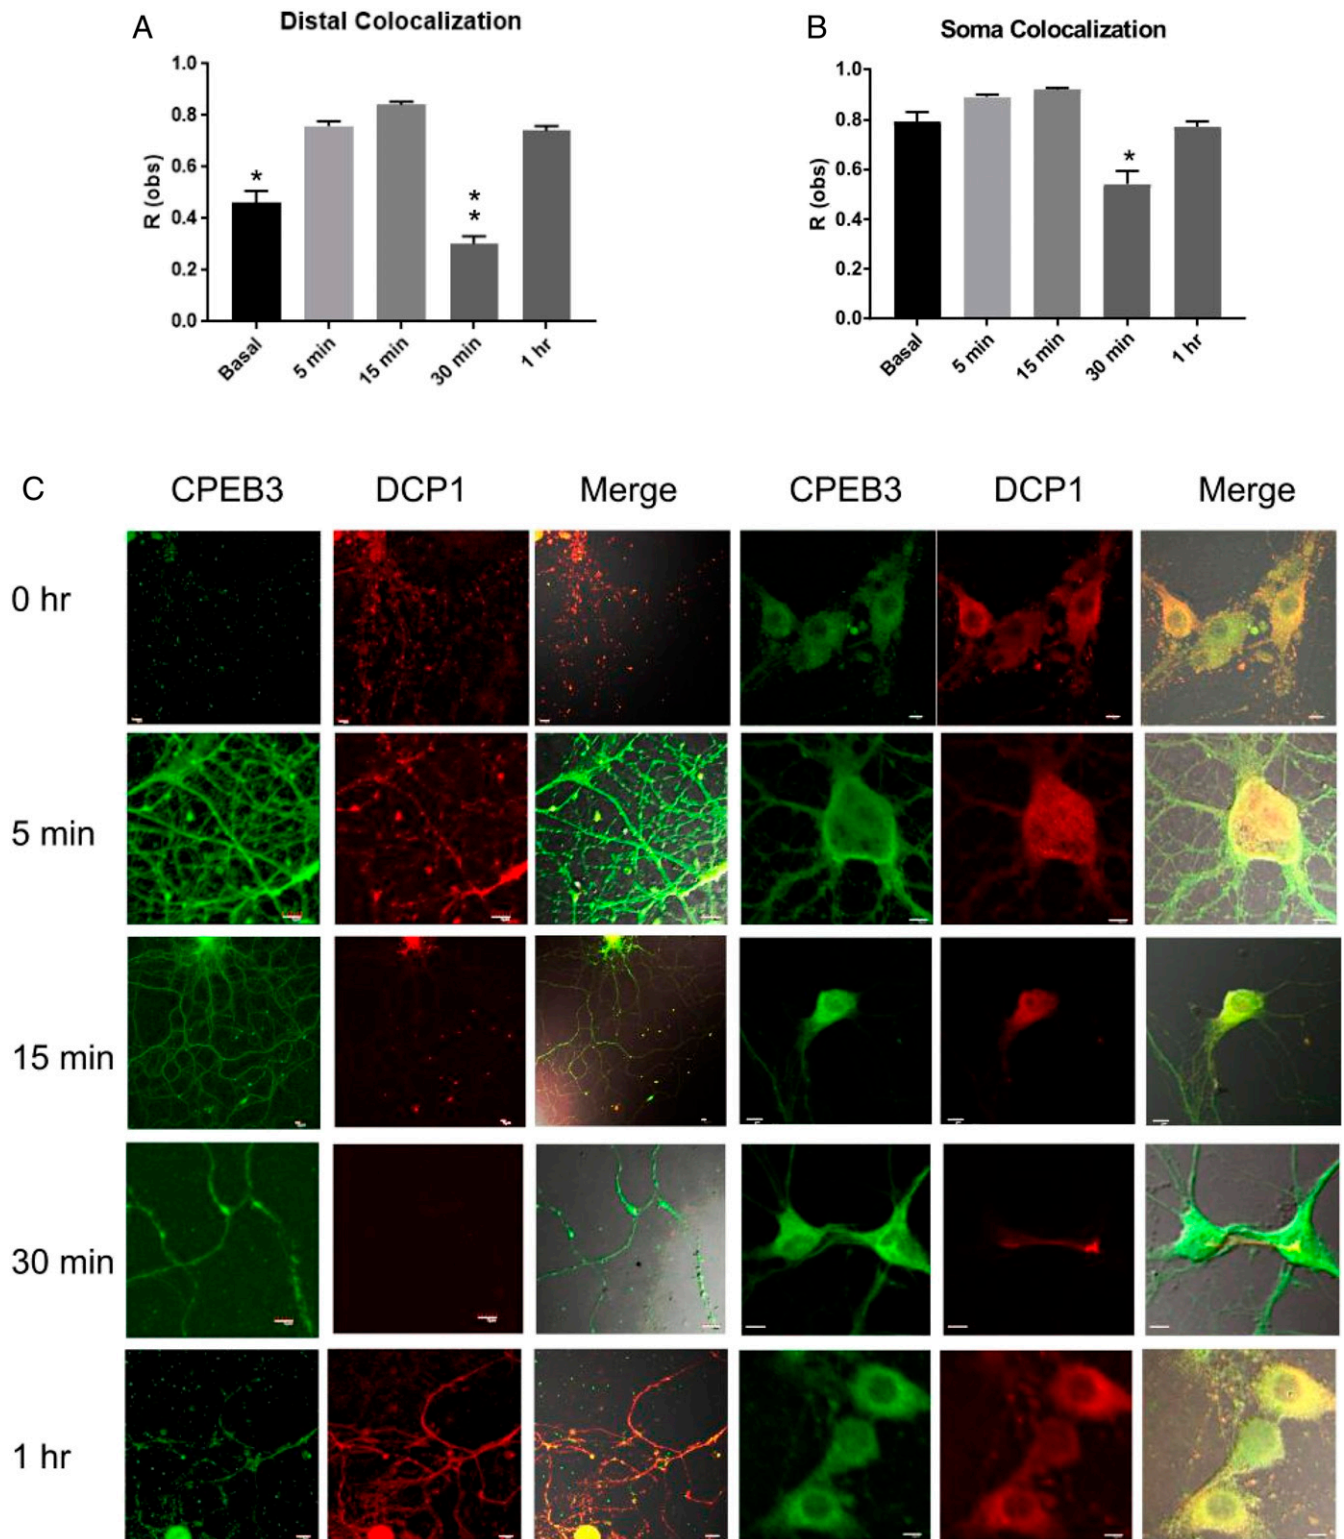 A
Distal Colocalization
R (obs)
1.0
0.8
0.6
0.4
0.2
0.0
*
*
*
Basal
5 min
15 min
30 min
1 hr
B
Soma Colocalization
R (obs)
1.0
0.8
0.6
0.4
0.2
0.0
*
Basal
5 min
15 min
30 min
1 hr
C
CPEB3 DCP1 Merge CPEB3 DCP1 Merge
0 hr
5 min
15 min
30 min
1 hr